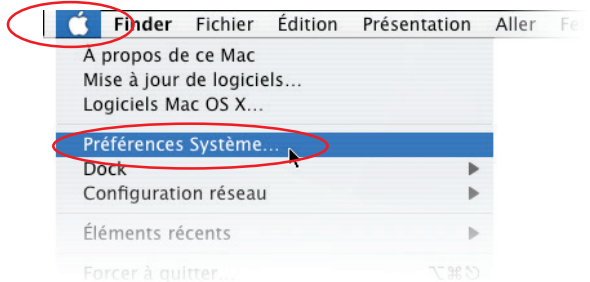 Finder Fichier Édition Présentation Aller Fe
A propos de ce Mac
Mise à jour de logiciels...
Logiciels Mac OS X...
Préférences Système...
Dock
Configuration réseau
Éléments récents
Forcer à quitter... ⌥⌘⎋